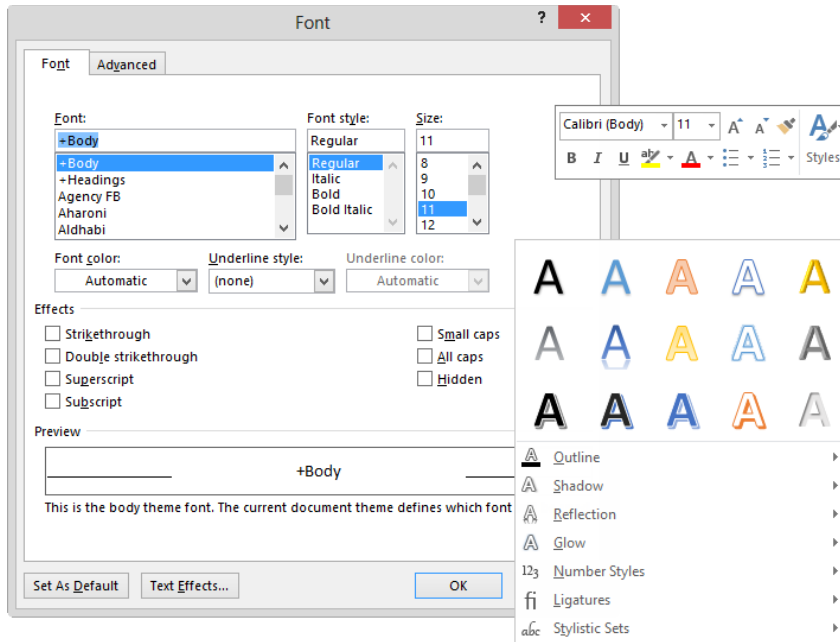 Font
?
Font Advanced
Font: Font style: Size:
+Body Regular 11
+Body Regular 8
+Headings Italic 9
Agency FB Bold 10
Aharoni Bold Italic 11
Aldhabi 12
Font color: Underline style: Underline color:
Automatic (none) Automatic
Effects
Strikethrough Small caps
Double strikethrough All caps
Superscript Hidden
Subscript
Preview
+Body
This is the body theme font. The current document theme defines which font
Set As Default Text Effects... OK
Calibri (Body) 11 A A A
B I U ab A Styles
A A A A A
A A A A A
A A A A A
A Outline
A Shadow
A Reflection
A Glow
123 Number Styles
fi Ligatures
abc Stylistic Sets